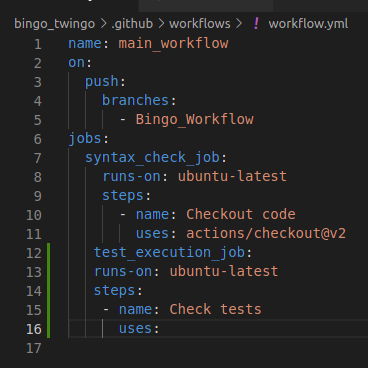 bingo_twingo > .github > workflows > ! workflow.yml
1 name: main_workflow
2 on:
3   push:
4     branches:
5       - Bingo_Workflow
6 jobs:
7   syntax_check_job:
8     runs-on: ubuntu-latest
9     steps:
10       - name: Checkout code
11         uses: actions/checkout@v2
12    test_execution_job:
13    runs-on: ubuntu-latest
14    steps:
15     - name: Check tests
16       uses:
17